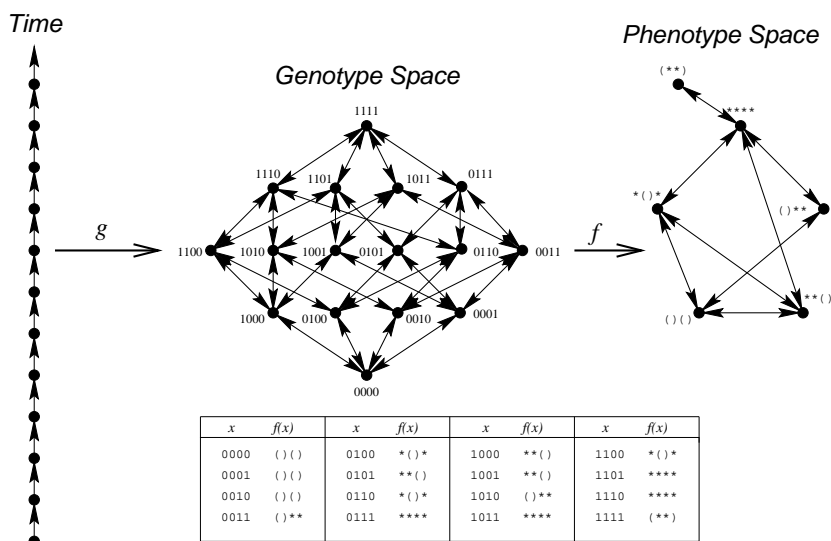 Time
Genotype Space
Phenotype Space
(**)
****
*()*
()**
()()
**()
g
f
1111
1110
1101
1011
0111
1100
1010
1001
0101
0110
0011
1000
0100
0010
0001
0000
x f(x) x f(x) x f(x) x f(x)
0000 ()() 0100 *()* 1000 **() 1100 *()*
0001 ()() 0101 **() 1001 **() 1101 ****
0010 ()() 0110 *()* 1010 ()** 1110 ****
0011 ()** 0111 **** 1011 **** 1111 (**)